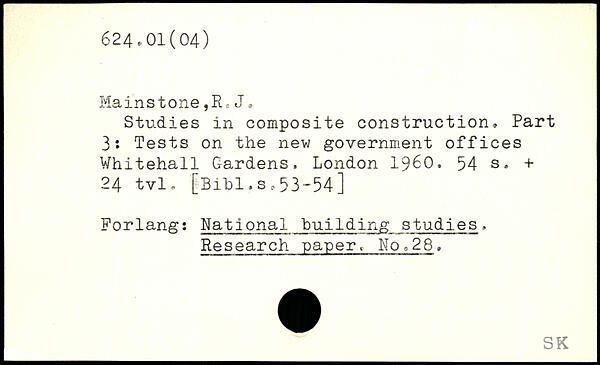 624.01(04)
Mainstone,R.J.
Studies in composite construction. Part
3: Tests on the new government offices
Whitehall Gardens. London 1960. 54 s. +
24 tvl. [Bibl.s.53-54]
Forlang: National building studies.
Research paper. No.28.
SK